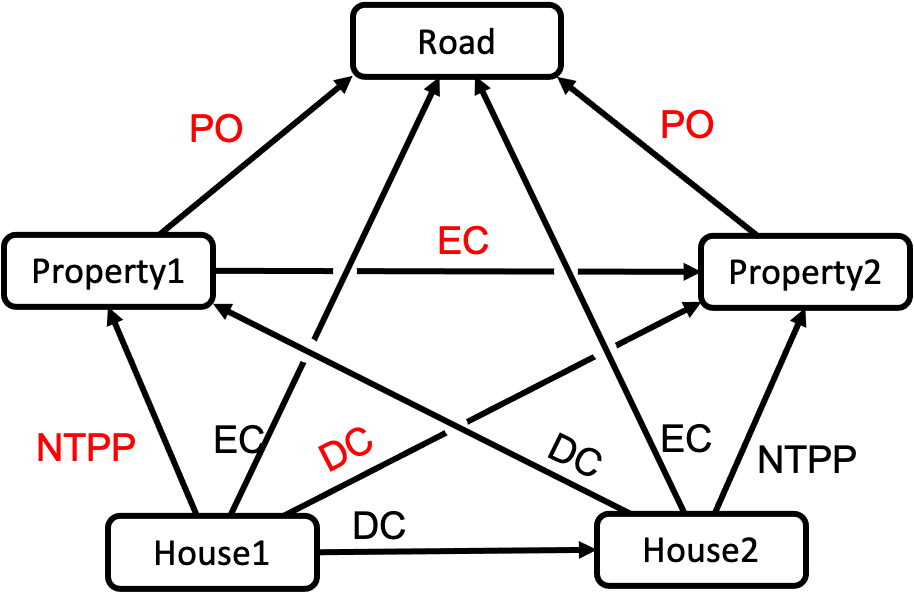 Road
PO
PO
EC
Property1
Property2
NTPP
EC
DC
DC
EC
NTPP
DC
House1
House2